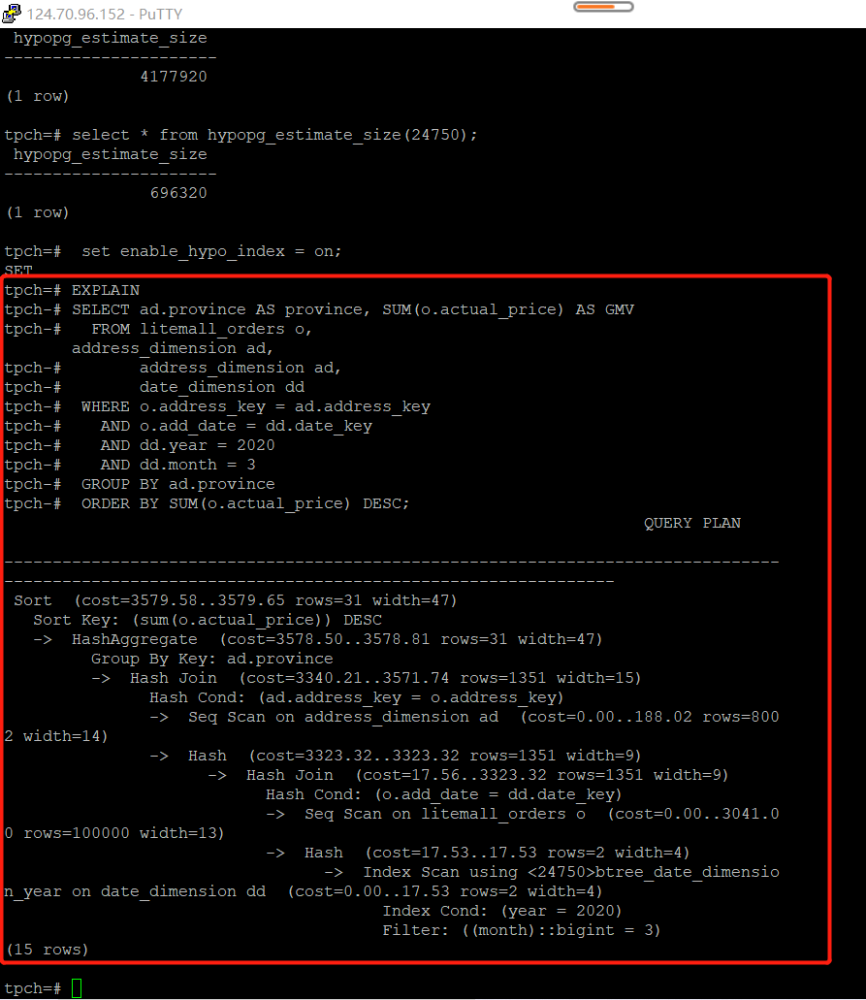 124.70.96.152 - PuTTY
 hypopg_estimate_size
----------------------
              4177920
(1 row)

tpch=# select * from hypopg_estimate_size(24750);
 hypopg_estimate_size
----------------------
               696320
(1 row)

tpch=#  set enable_hypo_index = on;
SET
tpch=# EXPLAIN
tpch-# SELECT ad.province AS province, SUM(o.actual_price) AS GMV
tpch-#   FROM litemall_orders o,
       address_dimension ad,
tpch-#        address_dimension ad,
tpch-#        date_dimension dd
tpch-#  WHERE o.address_key = ad.address_key
tpch-#    AND o.add_date = dd.date_key
tpch-#    AND dd.year = 2020
tpch-#    AND dd.month = 3
tpch-#  GROUP BY ad.province
tpch-#  ORDER BY SUM(o.actual_price) DESC;
                                                                  QUERY PLAN

--------------------------------------------------------------------------------
---------------------------------------------------------------
 Sort  (cost=3579.58..3579.65 rows=31 width=47)
   Sort Key: (sum(o.actual_price)) DESC
   ->  HashAggregate  (cost=3578.50..3578.81 rows=31 width=47)
         Group By Key: ad.province
         ->  Hash Join  (cost=3340.21..3571.74 rows=1351 width=15)
               Hash Cond: (ad.address_key = o.address_key)
               ->  Seq Scan on address_dimension ad  (cost=0.00..188.02 rows=800
2 width=14)
               ->  Hash  (cost=3323.32..3323.32 rows=1351 width=9)
                     ->  Hash Join  (cost=17.56..3323.32 rows=1351 width=9)
                           Hash Cond: (o.add_date = dd.date_key)
                           ->  Seq Scan on litemall_orders o  (cost=0.00..3041.0
0 rows=100000 width=13)
                           ->  Hash  (cost=17.53..17.53 rows=2 width=4)
                                 ->  Index Scan using <24750>btree_date_dimensio
n_year on date_dimension dd  (cost=0.00..17.53 rows=2 width=4)
                                       Index Cond: (year = 2020)
                                       Filter: ((month)::bigint = 3)
(15 rows)

tpch=#